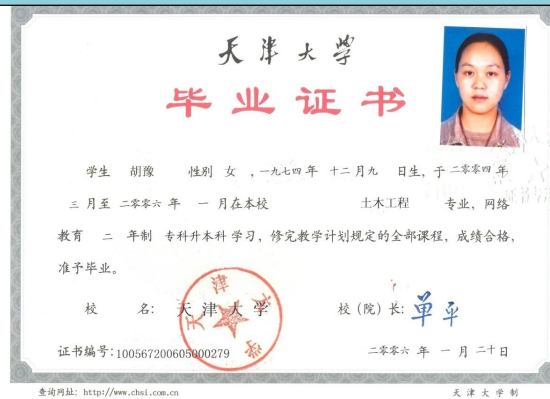 天津大学
毕业证书
学生 胡豫 性别 女 ，一九七四年 十二月九 日生，于二零零四年
三 月至 二零零六 年 一 月在本校 土木工程 专业，网络
教育 二 年制 专科升本科 学习，修完教学计划规定的全部课程，成绩合格，
准予毕业。
校 名：天津大学 校（院）长：单平
天津大学
证书编号：100567200605000279 二零零六 年 一 月 二十日
查询网址：http://www.chsi.com.cn 天津大学制